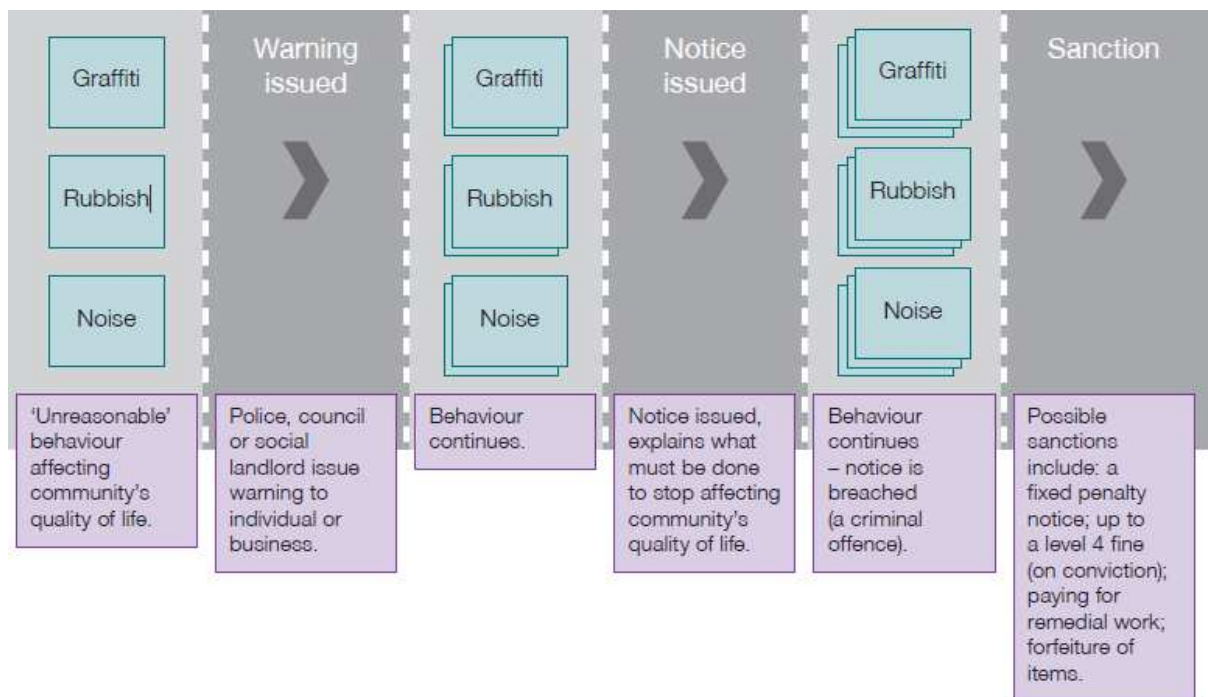 Graffiti
Rubbish
Noise
'Unreasonable'
behaviour
affecting
community's
quality of life.
Warning
issued
Police, council
or social
landlord issue
warning to
individual or
business.
Graffiti
Rubbish
Noise
Behaviour
continues.
Notice
issued
Notice issued,
explains what
must be done
to stop affecting
community's
quality of life.
Graffiti
Rubbish
Noise
Behaviour
continues
– notice is
breached
(a criminal
offence).
Sanction
Possible
sanctions
include: a
fixed penalty
notice; up to
a level 4 fine
(on conviction);
paying for
remedial work;
forfeiture of
items.